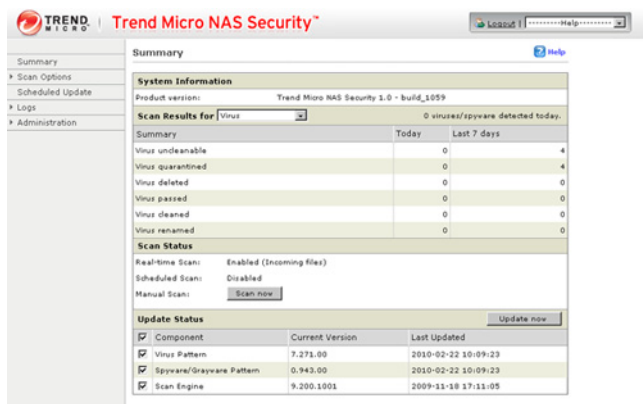 TREND MICRO
Trend Micro NAS Security™
Logout | ----------Help----------
Summary
Scan Options
Scheduled Update
Logs
Administration
Summary
Help
System Information
Product version: Trend Micro NAS Security 1.0 - build_1059
Scan Results for Virus 0 viruses/spyware detected today.
Summary Today Last 7 days
Virus uncleanable 0 4
Virus quarantined 0 4
Virus deleted 0 0
Virus passed 0 0
Virus cleaned 0 0
Virus renamed 0 0
Scan Status
Real-time Scan: Enabled (Incoming files)
Scheduled Scan: Disabled
Manual Scan: Scan now
Update Status Update now
Component Current Version Last Updated
Virus Pattern 7.271.00 2010-02-22 10:09:23
Spyware/Grayware Pattern 0.943.00 2010-02-22 10:09:23
Scan Engine 9.200.1001 2009-11-18 17:11:05